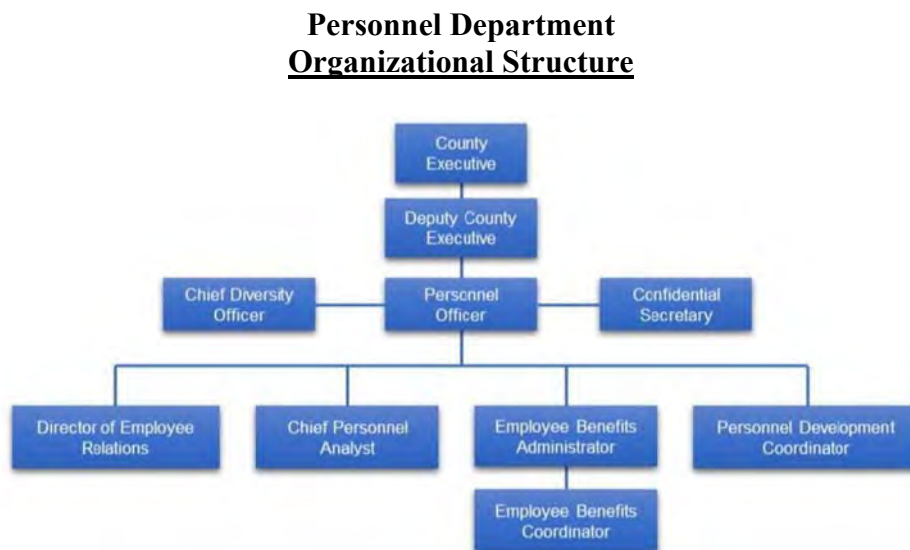 Personnel Department
Organizational Structure
County
Executive
Deputy County
Executive
Chief Diversity
Officer
Personnel
Officer
Confidential
Secretary
Director of Employee
Relations
Chief Personnel
Analyst
Employee Benefits
Administrator
Personnel Development
Coordinator
Employee Benefits
Coordinator